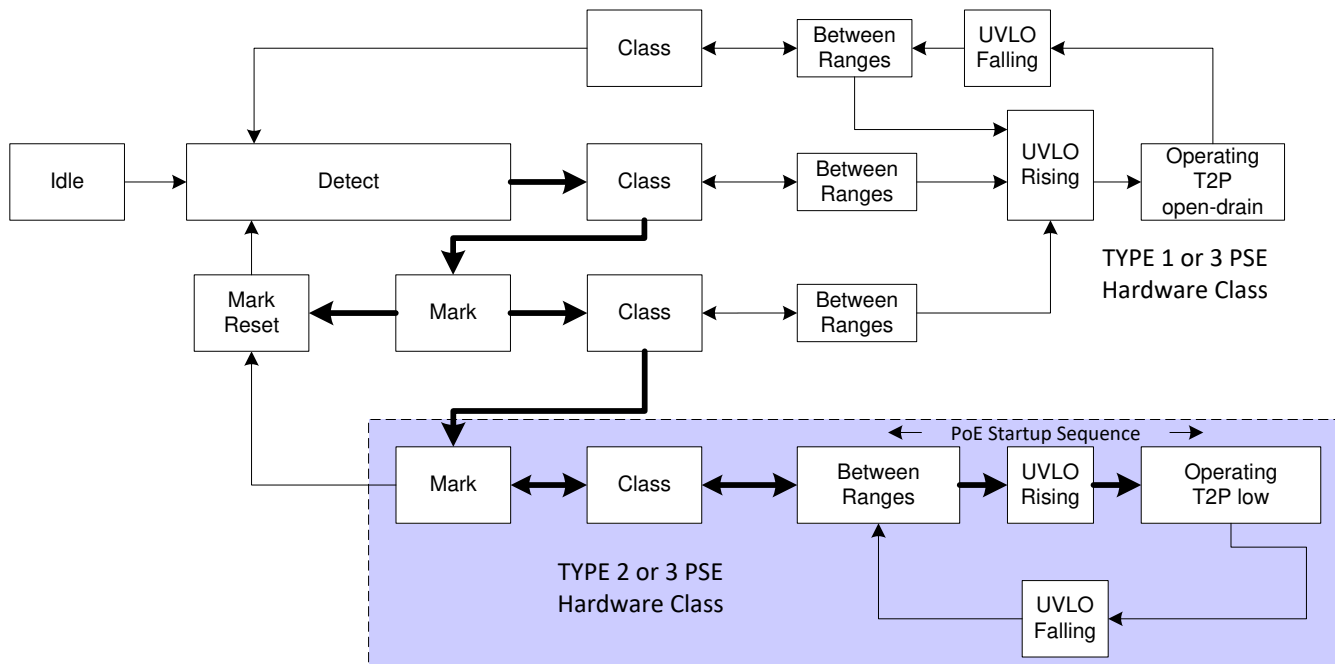 Class
Between
Ranges
UVLO
Falling
Idle
Detect
Class
Between
Ranges
UVLO
Rising
Operating
T2P
open-drain
TYPE 1 or 3 PSE
Hardware Class
Mark
Reset
Mark
Class
Between
Ranges
PoE Startup Sequence
Mark
Class
Between
Ranges
UVLO
Rising
Operating
T2P low
TYPE 2 or 3 PSE
Hardware Class
UVLO
Falling